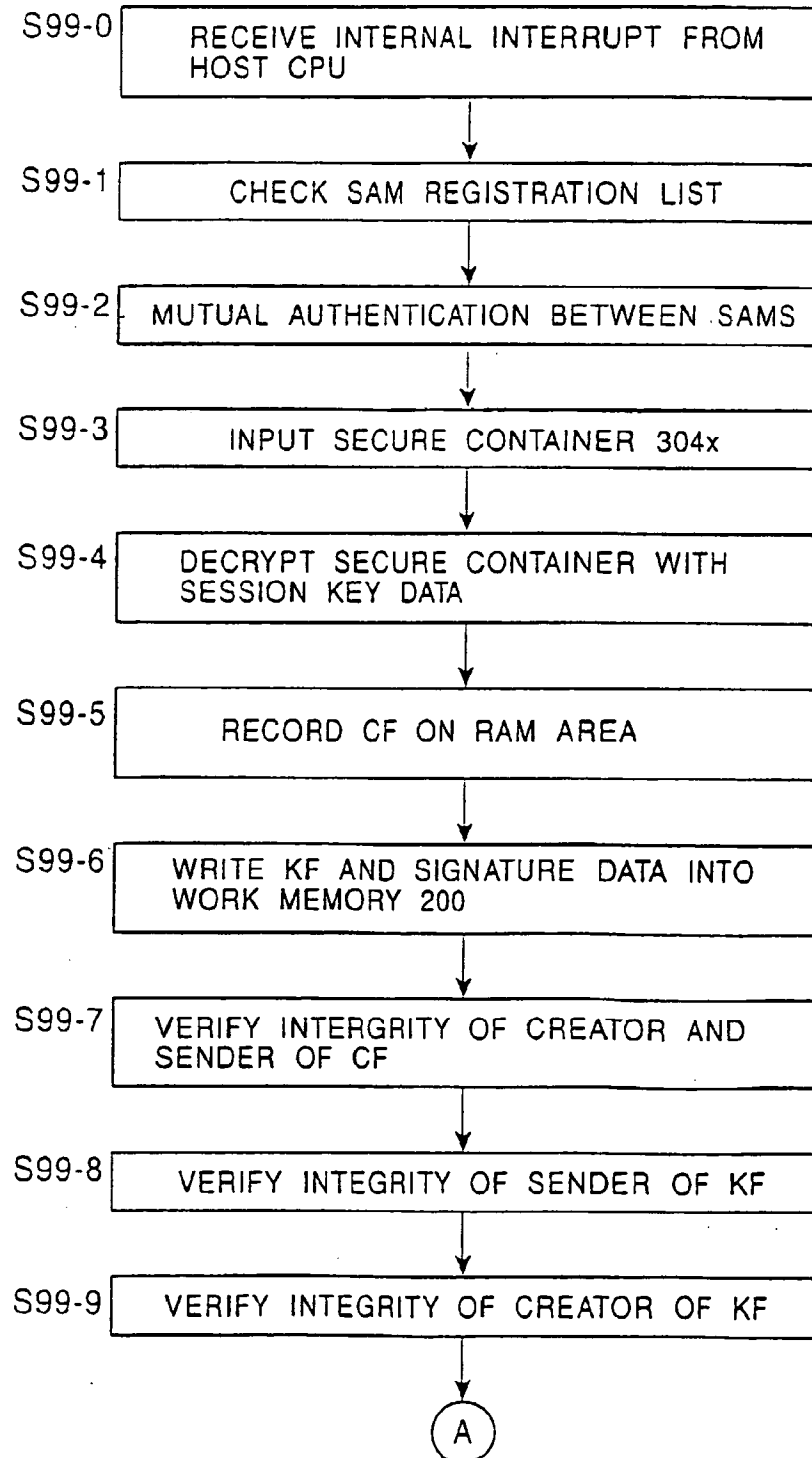 S99-0
RECEIVE INTERNAL INTERRUPT FROM
HOST CPU
S99-1
CHECK SAM REGISTRATION LIST
S99-2
MUTUAL AUTHENTICATION BETWEEN SAMS
S99-3
INPUT SECURE CONTAINER 304x
S99-4
DECRYPT SECURE CONTAINER WITH
SESSION KEY DATA
S99-5
RECORD CF ON RAM AREA
S99-6
WRITE KF AND SIGNATURE DATA INTO
WORK MEMORY 200
S99-7
VERIFY INTERGRITY OF CREATOR AND
SENDER OF CF
S99-8
VERIFY INTEGRITY OF SENDER OF KF
S99-9
VERIFY INTEGRITY OF CREATOR OF KF
A